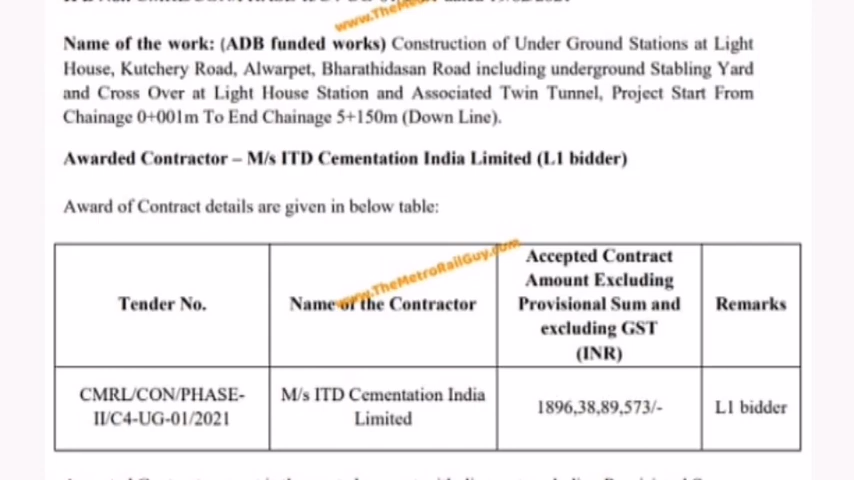 www.TheMe
Name of the work: (ADB funded works) Construction of Under Ground Stations at Light
House, Kutchery Road, Alwarpet, Bharathidasan Road including underground Stabling Yard
and Cross Over at Light House Station and Associated Twin Tunnel, Project Start From
Chainage 0+001m To End Chainage 5+150m (Down Line).
Awarded Contractor – M/s ITD Cementation India Limited (L1 bidder)
Award of Contract details are given in below table:
www.TheMetroRailGuy.com
Tender No.
Name of the Contractor
Accepted Contract
Amount Excluding
Provisional Sum and
excluding GST
(INR)
Remarks
CMRL/CON/PHASE-
II/C4-UG-01/2021
M/s ITD Cementation India
Limited
1896,38,89,573/-
L1 bidder